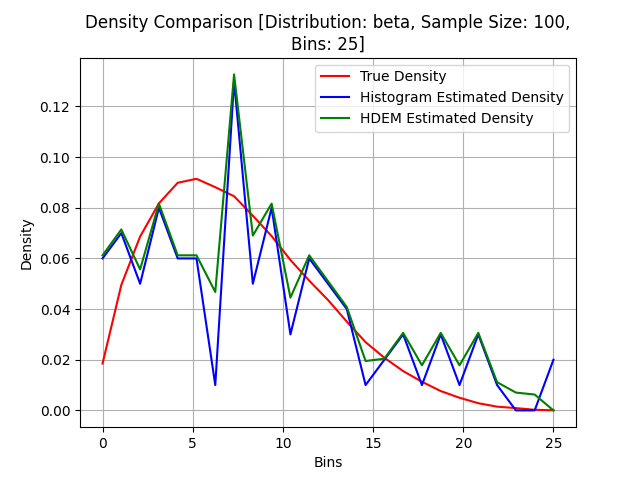 Density Comparison [Distribution: beta, Sample Size: 100,
Bins: 25]
True Density
Histogram Estimated Density
HDEM Estimated Density
Density
0.12
0.10
0.08
0.06
0.04
0.02
0.00
0 5 10 15 20 25
Bins